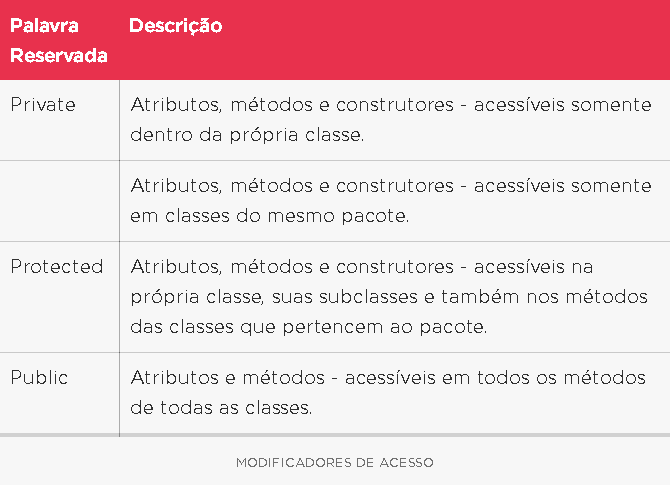 Palavra Reservada
Descrição
Private
Atributos, métodos e construtores - acessíveis somente
dentro da própria classe.
Atributos, métodos e construtores - acessíveis somente
em classes do mesmo pacote.
Protected
Atributos, métodos e construtores - acessíveis na
própria classe, suas subclasses e também nos métodos
das classes que pertencem ao pacote.
Public
Atributos e métodos - acessíveis em todos os métodos
de todas as classes.
MODIFICADORES DE ACESSO